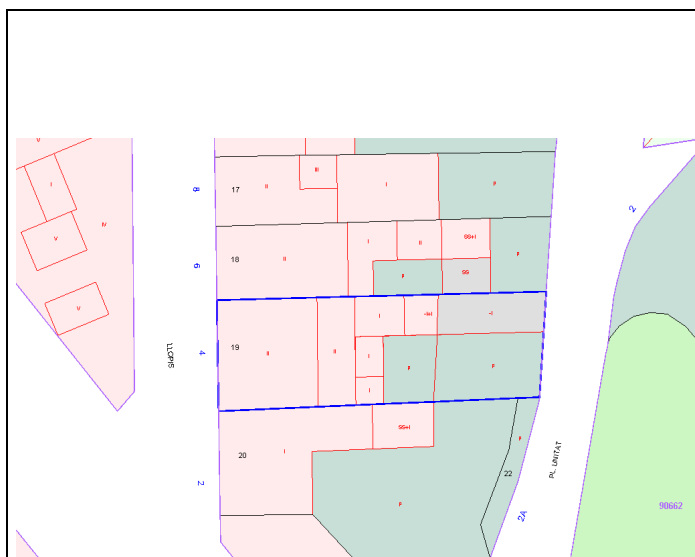 V
III
8
17
II
I
P
I
IV
2
V
I
II
SS+I
P
18
II
6
P
SS
V
I
-I+I
-I
19
II
II
I
P
P
4
LLOPIS
I
SS+I
P
20
I
PL. UNITAT
22
2
P
2A
90662